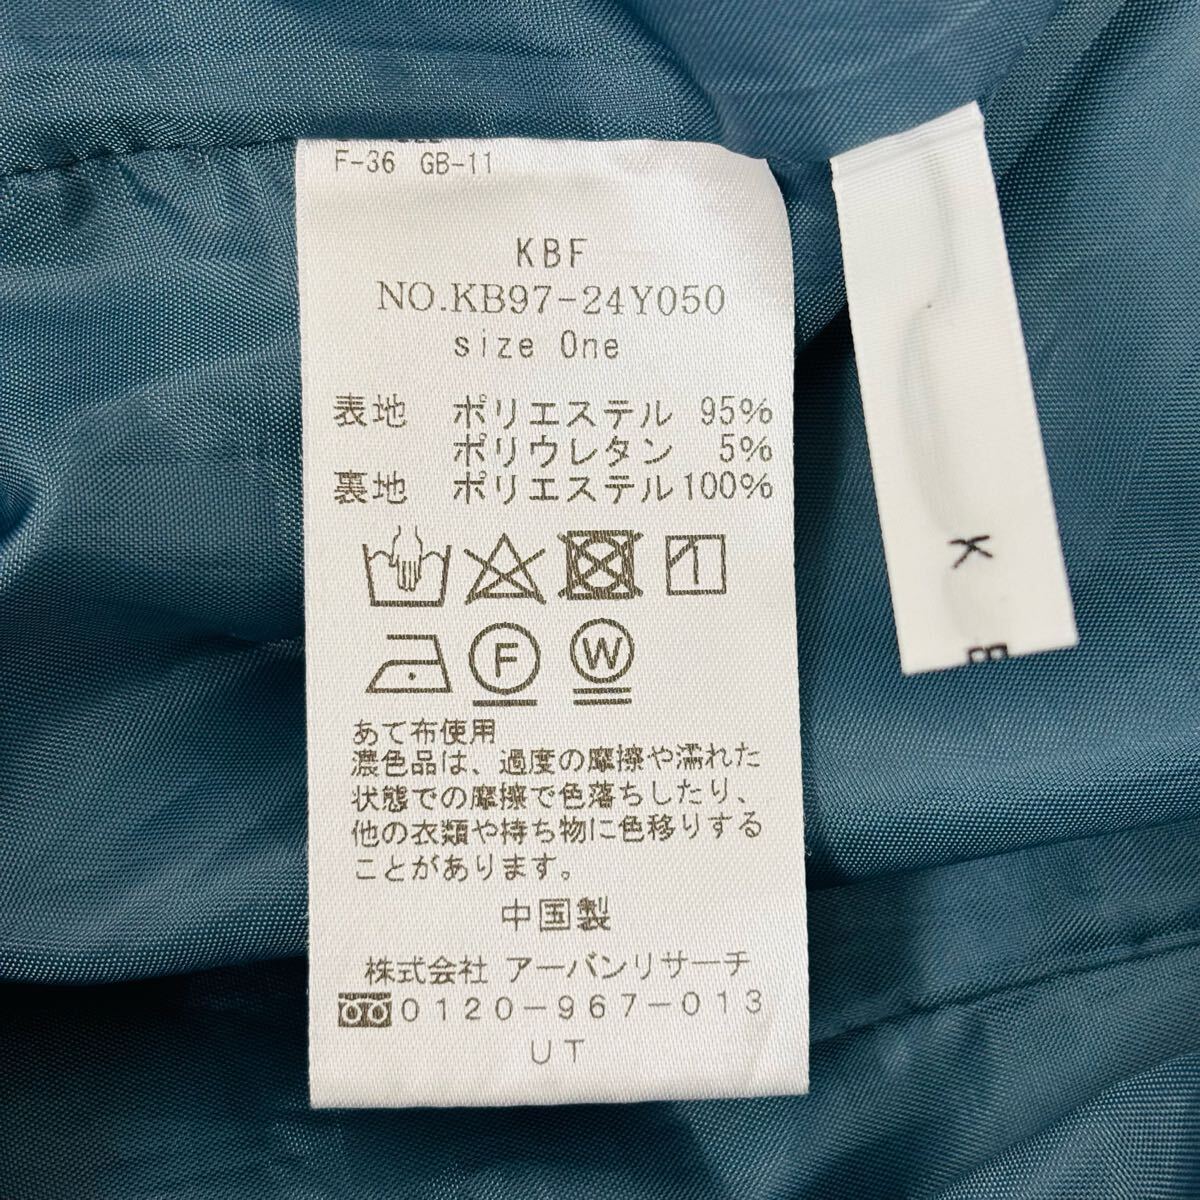 F-36 GB-11
KBF
NO.KB97-24Y050
size One
表地 ポリエステル 95%
ポリウレタン 5%
裏地 ポリエステル100%
F W
あて布使用
濃色品は、過度の摩擦や濡れた
状態での摩擦で色落ちしたり、
他の衣類や持ち物に色移りする
ことがあります。
中国製
株式会社 アーバンリサーチ
0120-967-013
UT
K